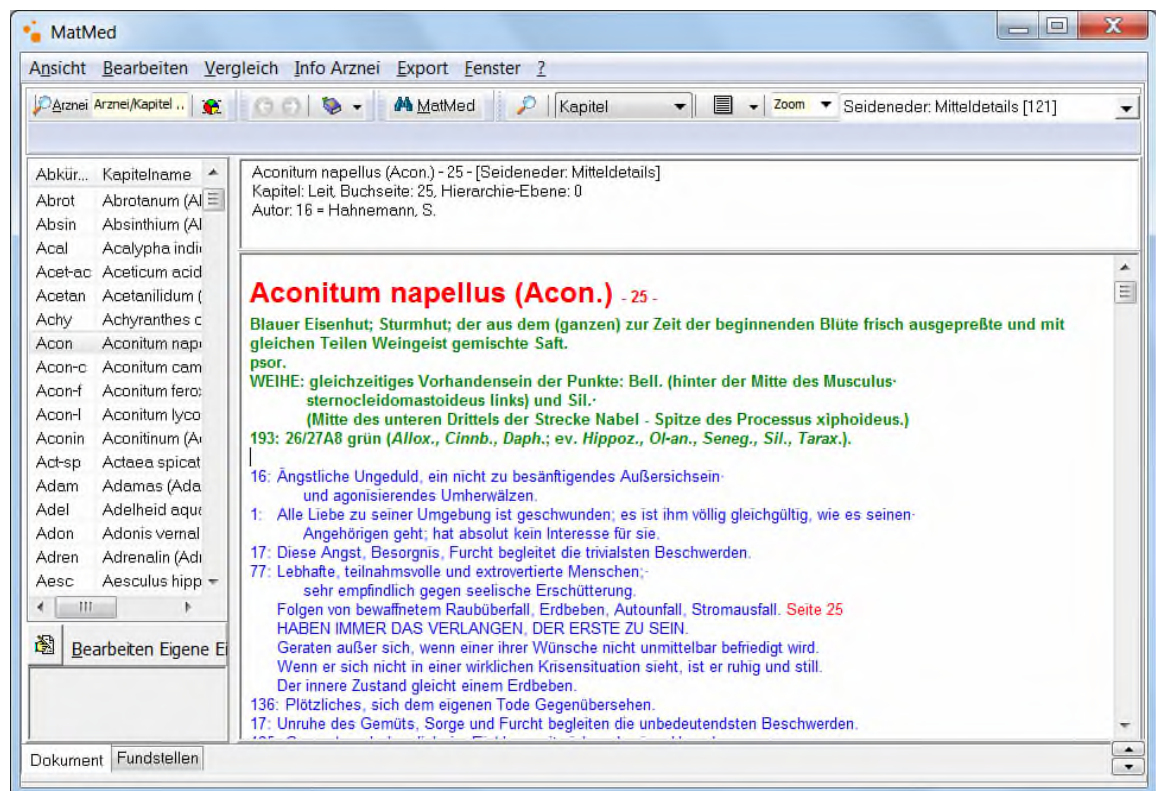 MatMed
Ansicht Bearbeiten Vergleich Info Arznei Export Fenster ?
Arznei Arznei/Kapitel .. MatMed Kapitel Zoom Seideneder: Mitteldetails [121]
Abkür... Kapitelname
Abrot Abrotanum (Al
Absin Absinthium (Al
Acal Acalypha indi
Acet-ac Aceticum acid
Acetan Acetanilidum (
Achy Achyranthes c
Acon Aconitum nap
Acon-c Aconitum cam
Acon-f Aconitum ferox
Acon-l Aconitum lyco
Aconin Aconitinum (A
Act-sp Actaea spicat
Adam Adamas (Ada
Adel Adelheid aqua
Adon Adonis vernal
Adren Adrenalin (Adr
Aesc Aesculus hipp
Bearbeiten Eigene Ei
Aconitum napellus (Acon.) - 25 - [Seideneder: Mitteldetails]
Kapitel: Leit, Buchseite: 25, Hierarchie-Ebene: 0
Autor: 16 = Hahnemann, S.
Aconitum napellus (Acon.) - 25 -
Blauer Eisenhut; Sturmhut; der aus dem (ganzen) zur Zeit der beginnenden Blüte frisch ausgepreßte und mit
gleichen Teilen Weingeist gemischte Saft.
psor.
WEIHE: gleichzeitiges Vorhandensein der Punkte: Bell. (hinter der Mitte des Musculus·
sternocleidomastoideus links) und Sil.·
(Mitte des unteren Drittels der Strecke Nabel - Spitze des Processus xiphoideus.)
193: 26/27A8 grün (Allox., Cinnb., Daph.; ev. Hippoz., Ol-an., Seneg., Sil., Tarax.).
16: Ängstliche Ungeduld, ein nicht zu besänftigendes Außersichsein·
und agonisierendes Umherwälzen.
1: Alle Liebe zu seiner Umgebung ist geschwunden; es ist ihm völlig gleichgültig, wie es seinen·
Angehörigen geht; hat absolut kein Interesse für sie.
17: Diese Angst, Besorgnis, Furcht begleitet die trivialsten Beschwerden.
77: Lebhafte, teilnahmsvolle und extrovertierte Menschen;·
sehr empfindlich gegen seelische Erschütterung.
Folgen von bewaffnetem Raubüberfall, Erdbeben, Autounfall, Stromausfall. Seite 25
HABEN IMMER DAS VERLANGEN, DER ERSTE ZU SEIN.
Geraten außer sich, wenn einer ihrer Wünsche nicht unmittelbar befriedigt wird.
Wenn er sich nicht in einer wirklichen Krisensituation sieht, ist er ruhig und still.
Der innere Zustand gleicht einem Erdbeben.
136: Plötzliches, sich dem eigenen Tode Gegenübersehen.
17: Unruhe des Gemüts, Sorge und Furcht begleiten die unbedeutendsten Beschwerden.
Dokument Fundstellen